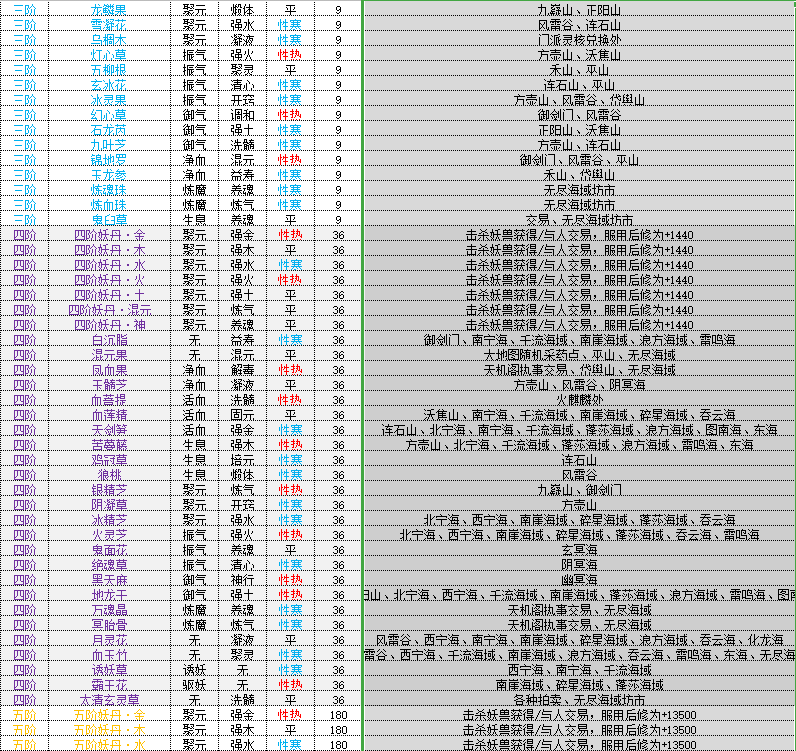 三阶 龙鳞果 聚元 煅体 平 9 九嶷山、正阳山
三阶 雪凝花 聚元 强水 性寒 9 风雷谷、连石山
三阶 乌稠木 聚元 凝液 性寒 9 门派灵核兑换处
三阶 灯心草 振气 强火 性热 9 方壶山、沃焦山
三阶 五柳根 振气 聚灵 平 9 禾山、巫山
三阶 玄冰花 振气 清心 性寒 9 连石山、巫山
三阶 冰灵果 振气 开窍 性寒 9 方壶山、风雷谷、岱舆山
三阶 幻心草 御气 调和 性热 9 御剑门、风雷谷
三阶 石龙芮 御气 强土 性寒 9 正阳山、沃焦山
三阶 九叶芝 御气 洗髓 性寒 9 方壶山、连石山
三阶 锦地罗 净血 混元 性热 9 御剑门、风雷谷、巫山
三阶 玉龙参 净血 益寿 性寒 9 禾山、岱舆山
三阶 炼魂珠 炼魔 养魂 性寒 9 无尽海域坊市
三阶 炼血珠 炼魔 炼气 性寒 9 无尽海域坊市
三阶 鬼臼草 生息 养魂 平 9 交易、无尽海域坊市
四阶 四阶妖丹·金 聚元 强金 性热 36 击杀妖兽获得/与人交易，服用后修为+1440
四阶 四阶妖丹·木 聚元 强木 平 36 击杀妖兽获得/与人交易，服用后修为+1440
四阶 四阶妖丹·水 聚元 强水 性寒 36 击杀妖兽获得/与人交易，服用后修为+1440
四阶 四阶妖丹·火 聚元 强火 性热 36 击杀妖兽获得/与人交易，服用后修为+1440
四阶 四阶妖丹·土 聚元 强土 平 36 击杀妖兽获得/与人交易，服用后修为+1440
四阶 四阶妖丹·混元 聚元 炼气 平 36 击杀妖兽获得/与人交易，服用后修为+1440
四阶 四阶妖丹·神 聚元 养魂 平 36 击杀妖兽获得/与人交易，服用后修为+1440
四阶 白沉脂 无 益寿 性寒 36 御剑门、南宁海、千流海域、南崖海域、浪方海域、雷鸣海
四阶 混元果 无 混元 平 36 大地图随机采药点、巫山、无尽海域
四阶 凤血果 净血 解毒 性热 36 天机阁执事交易、岱舆山、无尽海域
四阶 玉髓芝 净血 凝液 平 36 方壶山、风雷谷、阴冥海
四阶 血菩提 活血 洗髓 性热 36 火麒麟处
四阶 血莲精 活血 固元 平 36 沃焦山、南宁海、千流海域、南崖海域、碎星海域、吞云海
四阶 天剑笋 活血 强金 性寒 36 连石山、北宁海、南宁海、千流海域、蓬莎海域、浪方海域、图南海、东海
四阶 苦蔓藤 生息 强木 性热 36 方壶山、北宁海、千流海域、蓬莎海域、浪方海域、雷鸣海、东海
四阶 鸡冠草 生息 培元 性寒 36 连石山
四阶 狼桃 生息 煅体 性寒 36 风雷谷
四阶 银精芝 聚元 炼气 性热 36 九嶷山、御剑门
四阶 阴凝草 聚元 开窍 性寒 36 方壶山
四阶 冰精芝 聚元 强水 性寒 36 北宁海、西宁海、南崖海域、碎星海域、蓬莎海域、吞云海
四阶 火灵芝 振气 强火 性热 36 北宁海、西宁海、南崖海域、碎星海域、蓬莎海域、吞云海、雷鸣海
四阶 鬼面花 振气 养魂 平 36 玄冥海
四阶 绝魂草 振气 清心 性寒 36 阴冥海
四阶 黑天麻 御气 神行 性热 36 幽冥海
四阶 地龙干 御气 强土 性热 36 山、北宁海、西宁海、千流海域、南崖海域、蓬莎海域、浪方海域、雷鸣海、图
四阶 万魂晶 炼魔 养魂 性寒 36 天机阁执事交易、无尽海域
四阶 冥胎骨 炼魔 炼气 性寒 36 天机阁执事交易、无尽海域
四阶 月灵花 无 凝液 平 36 风雷谷、西宁海、南宁海、南崖海域、碎星海域、浪方海域、吞云海、化龙海
四阶 血玉竹 无 聚灵 性寒 36 雷谷、西宁海、千流海域、南崖海域、浪方海域、吞云海、雷鸣海、东海、无尽海
四阶 诱妖草 诱妖 无 性寒 36 西宁海、南宁海、千流海域
四阶 霸王花 驱妖 无 性热 36 南崖海域、碎星海域、蓬莎海域
四阶 太清玄灵草 无 洗髓 平 36 各种拍卖、无尽海域坊市
五阶 五阶妖丹·金 聚元 强金 性热 180 击杀妖兽获得/与人交易，服用后修为+13500
五阶 五阶妖丹·木 聚元 强木 平 180 击杀妖兽获得/与人交易，服用后修为+13500
五阶 五阶妖丹·水 聚元 强水 性寒 180 击杀妖兽获得/与人交易，服用后修为+13500